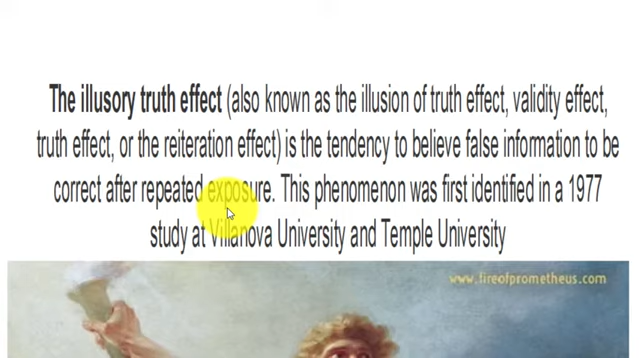 The illusory truth effect (also known as the illusion of truth effect, validity effect,
truth effect, or the reiteration effect) is the tendency to believe false information to be
correct after repeated exposure. This phenomenon was first identified in a 1977
study at Villanova University and Temple University
www.fireofprometheus.com